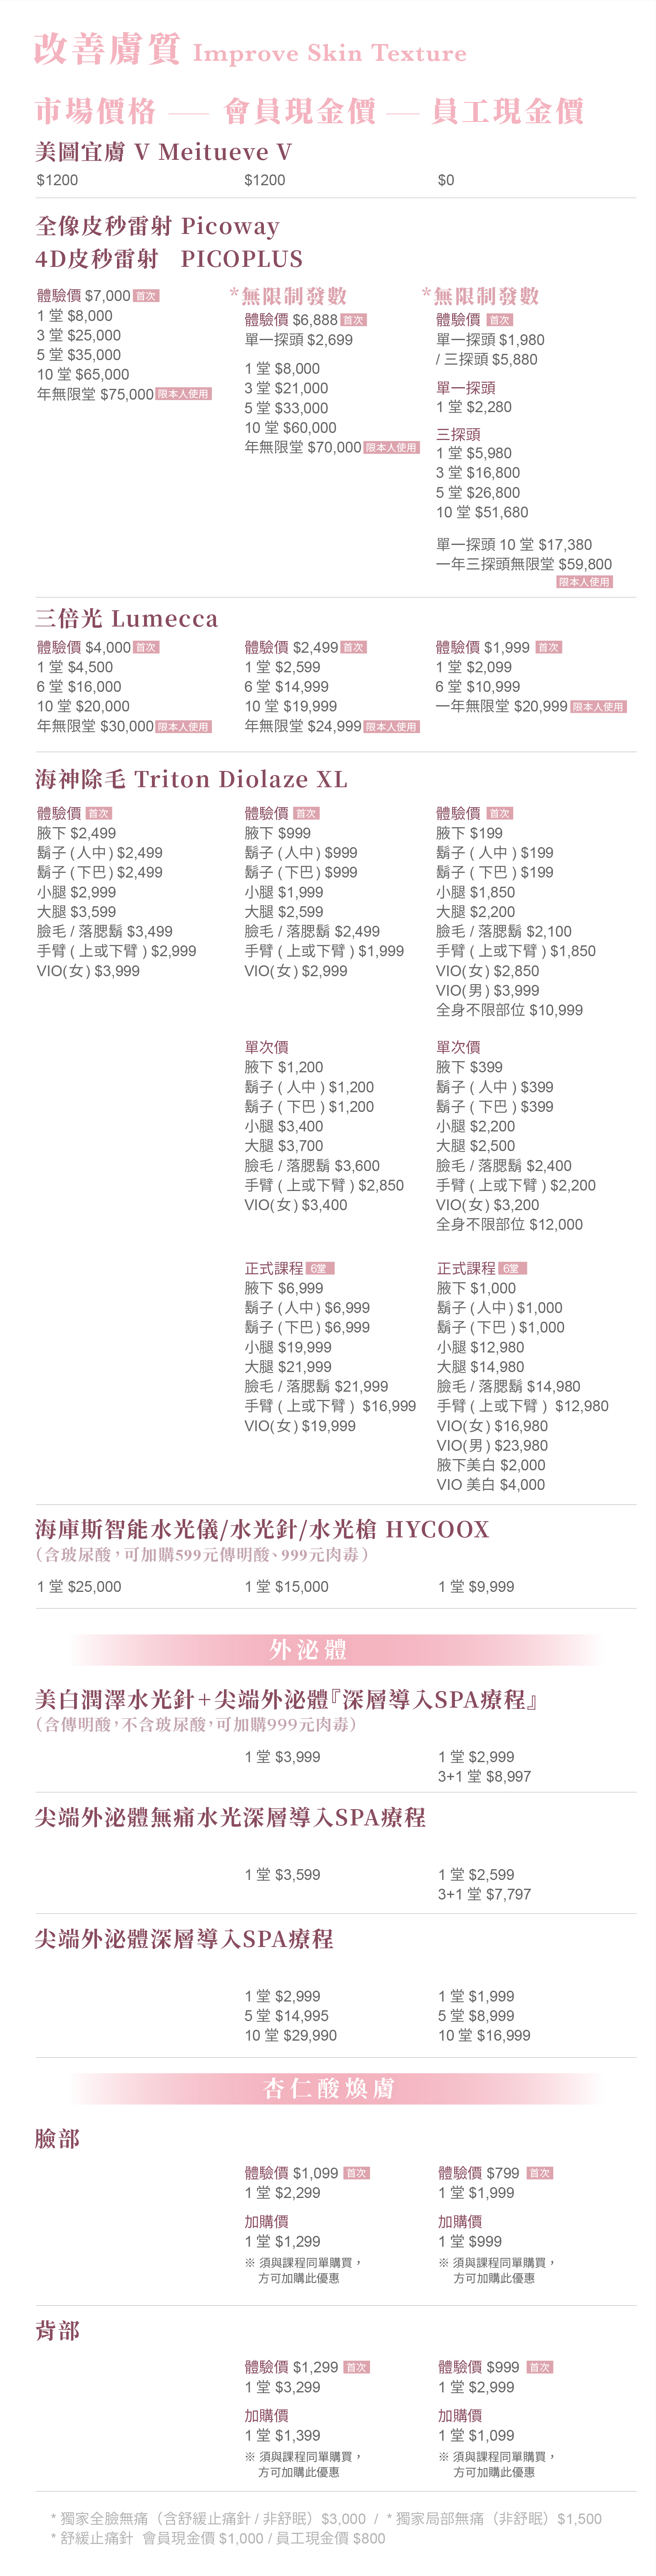 改善膚質 Improve Skin Texture
市場價格 —— 會員現金價 —— 員工現金價
美圖宜膚 V Meitueve V
$1200 $1200 $0
全像皮秒雷射 Picoway
4D皮秒雷射 PICOPLUS
體驗價 $7,000 首次
1 堂 $8,000
3 堂 $25,000
5 堂 $35,000
10 堂 $65,000
年無限堂 $75,000 限本人使用
*無限制發數
體驗價 $6,888 首次
單一探頭 $2,699
1 堂 $8,000
3 堂 $21,000
5 堂 $33,000
10 堂 $60,000
年無限堂 $70,000 限本人使用
*無限制發數
體驗價 首次
單一探頭 $1,980
/ 三探頭 $5,880
單一探頭
1 堂 $2,280
三探頭
1 堂 $5,980
3 堂 $16,800
5 堂 $26,800
10 堂 $51,680
單一探頭 10 堂 $17,380
一年三探頭無限堂 $59,800
限本人使用
三倍光 Lumecca
體驗價 $4,000 首次
1 堂 $4,500
6 堂 $16,000
10 堂 $20,000
年無限堂 $30,000 限本人使用
體驗價 $2,499 首次
1 堂 $2,599
6 堂 $14,999
10 堂 $19,999
年無限堂 $24,999 限本人使用
體驗價 $1,999 首次
1 堂 $2,099
6 堂 $10,999
一年無限堂 $20,999 限本人使用
海神除毛 Triton Diolaze XL
體驗價 首次
腋下 $2,499
鬍子 (人中) $2,499
鬍子 (下巴) $2,499
小腿 $2,999
大腿 $3,599
臉毛 / 落腮鬍 $3,499
手臂 ( 上或下臂 ) $2,999
VIO(女) $3,999
體驗價 首次
腋下 $999
鬍子 (人中) $999
鬍子 (下巴) $999
小腿 $1,999
大腿 $2,599
臉毛 / 落腮鬍 $2,499
手臂 ( 上或下臂 ) $1,999
VIO(女) $2,999
體驗價 首次
腋下 $199
鬍子 ( 人中 ) $199
鬍子 ( 下巴 ) $199
小腿 $1,850
大腿 $2,200
臉毛 / 落腮鬍 $2,100
手臂 ( 上或下臂 ) $1,850
VIO(女) $2,850
VIO(男) $3,999
全身不限部位 $10,999
單次價
腋下 $1,200
鬍子 ( 人中 ) $1,200
鬍子 ( 下巴 ) $1,200
小腿 $3,400
大腿 $3,700
臉毛 / 落腮鬍 $3,600
手臂 ( 上或下臂 ) $2,850
VIO(女) $3,400
單次價
腋下 $399
鬍子 ( 人中 ) $399
鬍子 ( 下巴 ) $399
小腿 $2,200
大腿 $2,500
臉毛 / 落腮鬍 $2,400
手臂 ( 上或下臂 ) $2,200
VIO(女) $3,200
全身不限部位 $12,000
正式課程 6堂
腋下 $6,999
鬍子 (人中) $6,999
鬍子 (下巴) $6,999
小腿 $19,999
大腿 $21,999
臉毛 / 落腮鬍 $21,999
手臂 ( 上或下臂 ) $16,999
VIO(女) $19,999
正式課程 6堂
腋下 $1,000
鬍子 (人中) $1,000
鬍子 (下巴 ) $1,000
小腿 $12,980
大腿 $14,980
臉毛 / 落腮鬍 $14,980
手臂 ( 上或下臂 ) $12,980
VIO(女) $16,980
VIO(男) $23,980
腋下美白 $2,000
VIO 美白 $4,000
海庫斯智能水光儀/水光針/水光槍 HYCOOX
(含玻尿酸，可加購599元傳明酸、999元肉毒)
1 堂 $25,000 1 堂 $15,000 1 堂 $9,999
外泌體
美白潤澤水光針+尖端外泌體『深層導入SPA療程』
(含傳明酸，不含玻尿酸，可加購999元肉毒)
1 堂 $3,999
1 堂 $2,999
3+1 堂 $8,997
尖端外泌體無痛水光深層導入SPA療程
1 堂 $3,599
1 堂 $2,599
3+1 堂 $7,797
尖端外泌體深層導入SPA療程
1 堂 $2,999
5 堂 $14,995
10 堂 $29,990
1 堂 $1,999
5 堂 $8,999
10 堂 $16,999
杏仁酸煥膚
臉部
體驗價 $1,099 首次
1 堂 $2,299
加購價
1 堂 $1,299
※ 須與課程同單購買，
方可加購此優惠
體驗價 $799 首次
1 堂 $1,999
加購價
1 堂 $999
※ 須與課程同單購買，
方可加購此優惠
背部
體驗價 $1,299 首次
1 堂 $3,299
加購價
1 堂 $1,399
※ 須與課程同單購買，
方可加購此優惠
體驗價 $999 首次
1 堂 $2,999
加購價
1 堂 $1,099
※ 須與課程同單購買，
方可加購此優惠
* 獨家全臉無痛（含舒緩止痛針 / 非舒眠）$3,000 / * 獨家局部無痛（非舒眠）$1,500
* 舒緩止痛針 會員現金價 $1,000 / 員工現金價 $800